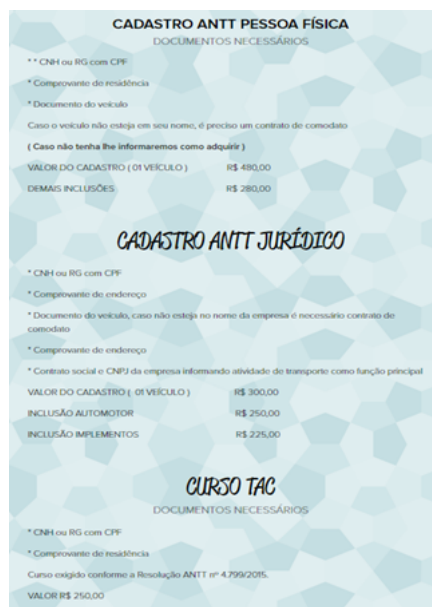 CADASTRO ANTT PESSOA FÍSICA
DOCUMENTOS NECESSÁRIOS
* * CNH ou RG com CPF
* Comprovante de residência
* Documento do veículo
Caso o veículo não esteja em seu nome, é preciso um contrato de comodato
( Caso não tenha lhe informaremos como adquirir )
VALOR DO CADASTRO ( 01 VEÍCULO ) R$ 480,00
DEMAIS INCLUSÕES R$ 280,00
CADASTRO ANTT JURÍDICO
* CNH ou RG com CPF
* Comprovante de endereço
* Documento do veículo, caso não esteja no nome da empresa é necessário contrato de
comodato
* Comprovante de endereço
* Contrato social e CNPJ da empresa informando atividade de transporte como função principal
VALOR DO CADASTRO ( 01 VEÍCULO ) R$ 300,00
INCLUSÃO AUTOMOTOR R$ 250,00
INCLUSÃO IMPLEMENTOS R$ 225,00
CURSO TAC
DOCUMENTOS NECESSÁRIOS
* CNH ou RG com CPF
* Comprovante de residência
Curso exigido conforme a Resolução ANTT nº 4.799/2015.
VALOR R$ 250,00